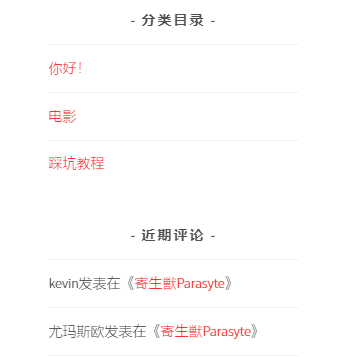 - 分类目录 -
你好！
电影
踩坑教程
- 近期评论 -
kevin发表在《寄生獣Parasyte》
尤玛斯欧发表在《寄生獣Parasyte》